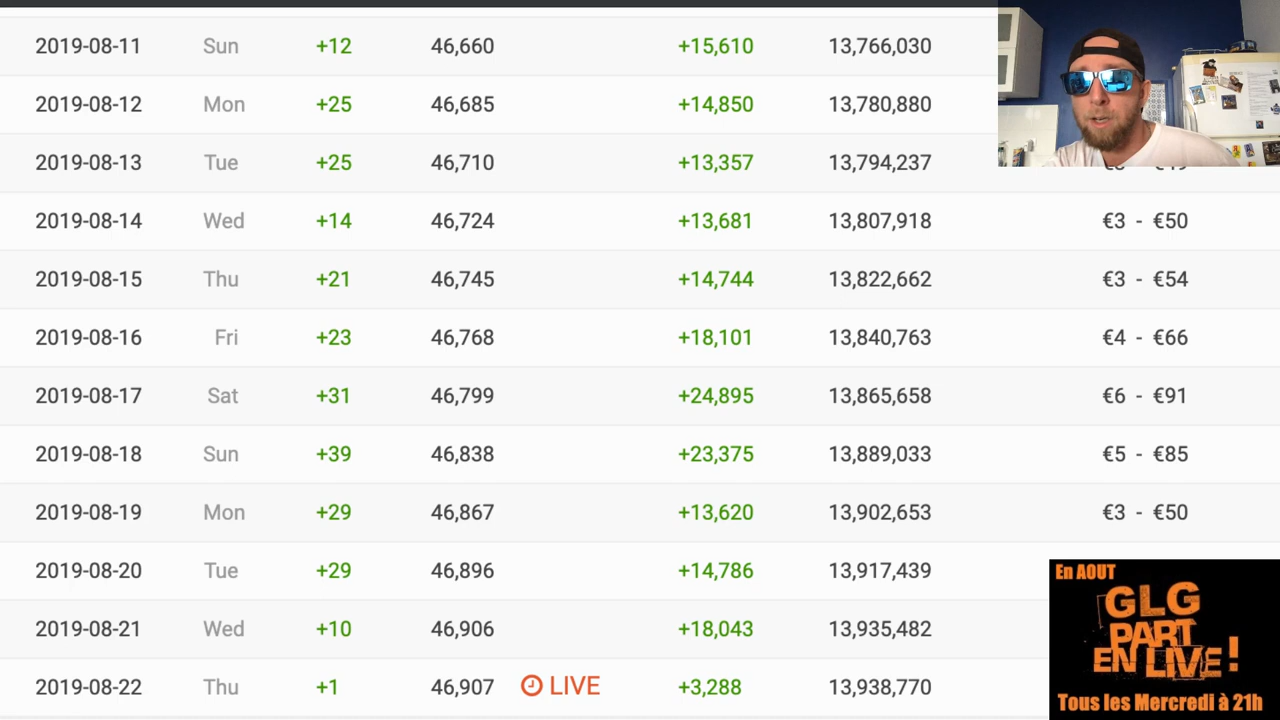 2019-08-11 Sun +12 46,660 +15,610 13,766,030
2019-08-12 Mon +25 46,685 +14,850 13,780,880
2019-08-13 Tue +25 46,710 +13,357 13,794,237
2019-08-14 Wed +14 46,724 +13,681 13,807,918 €3 - €50
2019-08-15 Thu +21 46,745 +14,744 13,822,662 €3 - €54
2019-08-16 Fri +23 46,768 +18,101 13,840,763 €4 - €66
2019-08-17 Sat +31 46,799 +24,895 13,865,658 €6 - €91
2019-08-18 Sun +39 46,838 +23,375 13,889,033 €5 - €85
2019-08-19 Mon +29 46,867 +13,620 13,902,653 €3 - €50
2019-08-20 Tue +29 46,896 +14,786 13,917,439
2019-08-21 Wed +10 46,906 +18,043 13,935,482
2019-08-22 Thu +1 46,907 LIVE +3,288 13,938,770
En AOUT
GLG
PART
EN LIVE !
Tous les Mercredi à 21h